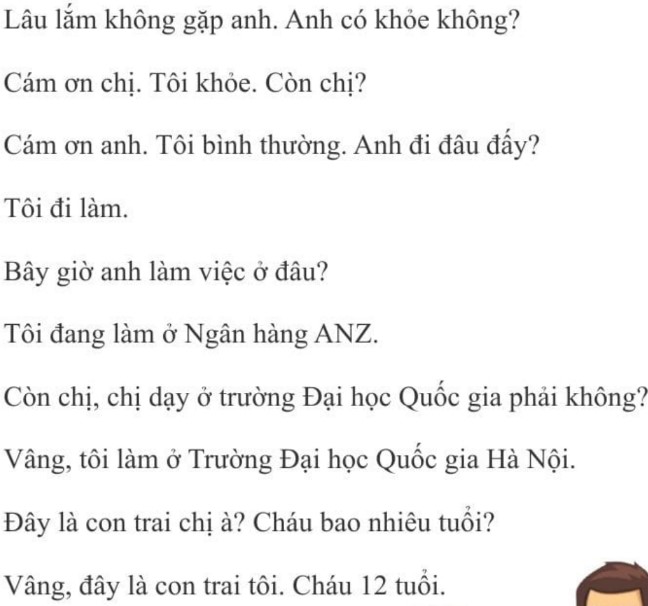 Lâu lắm không gặp anh. Anh có khỏe không?
Cám ơn chị. Tôi khỏe. Còn chị?
Cám ơn anh. Tôi bình thường. Anh đi đâu đấy?
Tôi đi làm.
Bây giờ anh làm việc ở đâu?
Tôi đang làm ở Ngân hàng ANZ.
Còn chị, chị dạy ở trường Đại học Quốc gia phải không?
Vâng, tôi làm ở Trường Đại học Quốc gia Hà Nội.
Đây là con trai chị à? Cháu bao nhiêu tuổi?
Vâng, đây là con trai tôi. Cháu 12 tuổi.